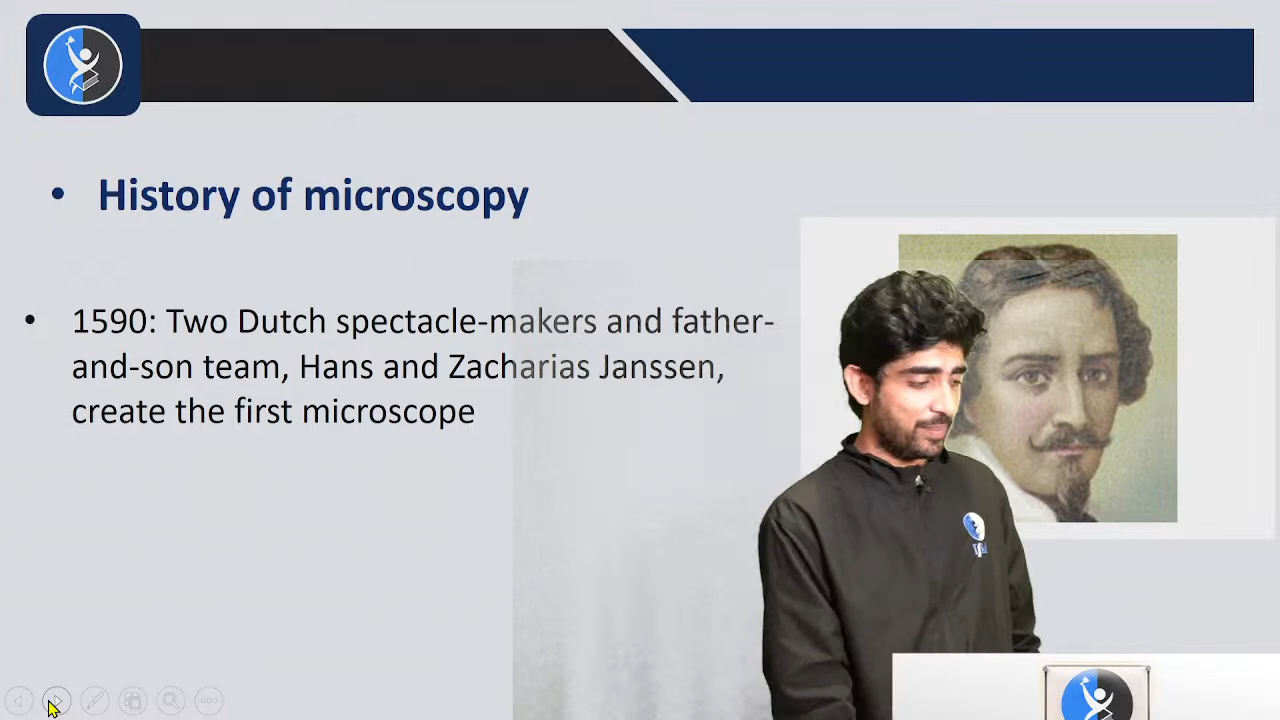 • History of microscopy
• 1590: Two Dutch spectacle-makers and father-
and-son team, Hans and Zacharias Janssen,
create the first microscope